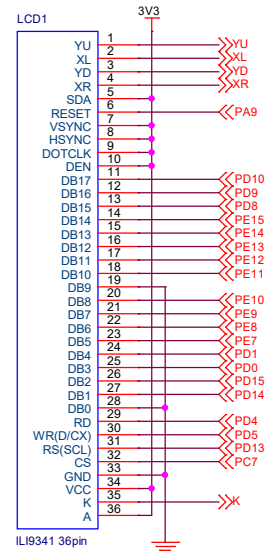 3V3
LCD1
YU 1 YU
XL 2 XL
YD 3 YD
XR 4 XR
SDA 5
RESET 6 PA9
VSYNC 7
HSYNC 8
DOTCLK 9
DEN 10
DB17 11 PD10
DB16 12 PD9
DB15 13 PD8
DB14 14 PE15
DB13 15 PE14
DB12 16 PE13
DB11 17 PE12
DB10 18 PE11
DB9 19
DB8 20 PE10
DB7 21 PE9
DB6 22 PE8
DB5 23 PE7
DB4 24 PD1
DB3 25 PD0
DB2 26 PD15
DB1 27 PD14
DB0 28
RD 29 PD4
WR(D/CX) 30 PD5
RS(SCL) 31 PD13
CS 32 PC7
GND 33
VCC 34
K 35 K
A 36
ILI9341 36pin